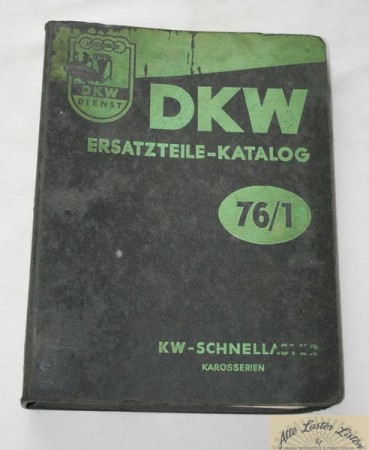 DKW
DIENST
DKW
ERSATZTEILE-KATALOG
76/1
KW-SCHNELLASTER
KAROSSERIEN
Alte Laster Listen